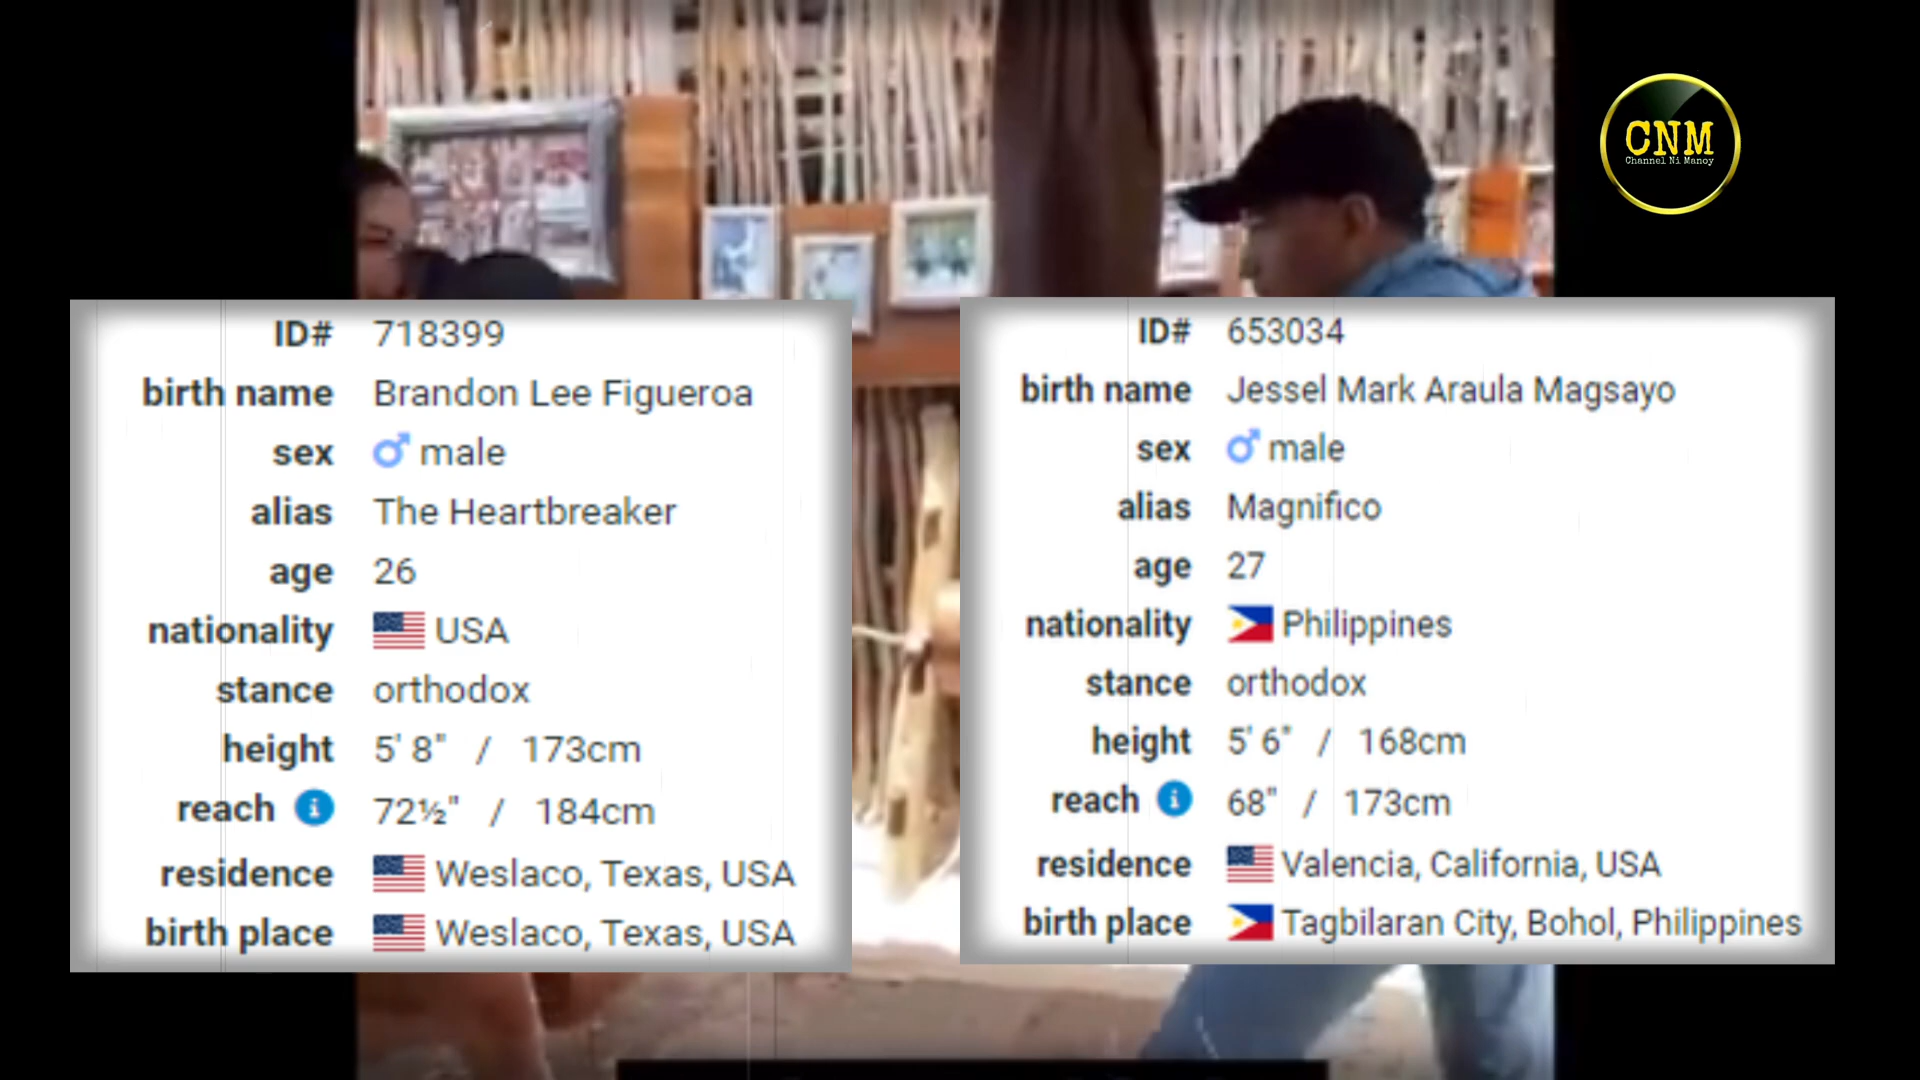 CNM
Channel Ni Manoy
ID# 718399
birth name Brandon Lee Figueroa
sex ♂ male
alias The Heartbreaker
age 26
nationality USA
stance orthodox
height 5' 8" / 173cm
reach i 72½" / 184cm
residence Weslaco, Texas, USA
birth place Weslaco, Texas, USA
ID# 653034
birth name Jessel Mark Araula Magsayo
sex ♂ male
alias Magnifico
age 27
nationality Philippines
stance orthodox
height 5' 6" / 168cm
reach i 68" / 173cm
residence Valencia, California, USA
birth place Tagbilaran City, Bohol, Philippines